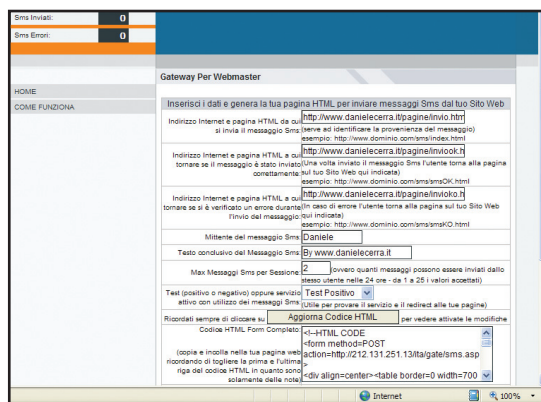 Sms Inviati: 0
Sms Errori: 0
Gateway Per Webmaster
HOME
COME FUNZIONA
Inserisci i dati e genera la tua pagina HTML per inviare messaggi Sms dal tuo Sito Web
Indirizzo Internet e pagina HTML da cui
si invia il messaggio Sms:
http://www.danielecerra.it/pagine/invio.htm
(serve ad identificare la provenienza del messaggio)
esempio: http://www.dominio.com/sms/index.html
Indirizzo Internet e pagina HTML a cui
tornare se il messaggio è stato inviato
correttamente:
http://www.danielecerra.it/pagine/inviook.h
(Una volta inviato il messaggio Sms l'utente torna alla pagina
sul tuo Sito Web qui indicata)
esempio: http://www.dominio.com/sms/smsOK.html
Indirizzo Internet e pagina HTML a cui
tornare se si è verificato un errore durante
l'invio del messaggio:
http://www.danielecerra.it/pagine/invioko.h
(In caso di errore l'utente torna alla pagina sul tuo Sito Web
qui indicata)
esempio: http://www.dominio.com/sms/smsKO.html
Mittente del messaggio Sms: Daniele
Testo conclusivo del Messaggio Sms: By www.danielecerra.it
Max Messaggi Sms per Sessione: 2 (ovvero quanti messaggi possono essere inviati dallo
stesso utente nelle 24 ore - da 1 a 25 i valori accettati)
Test (positivo o negativo) oppure servizio
attivo con utilizzo dei messaggi Sms:
Test Positivo
(Utile per provare il servizio e il redirect alle tue pagine)
Ricordati sempre di cliccare su Aggiorna Codice HTML per vedere attivate le modifiche
Codice HTML Form Completo:
(copia e incolla nella tua pagina web
ricordando di togliere la prima e l'ultima
riga del codice HTML in quanto sono
solamente delle note)
<!--HTML CODE
<form method=POST
action=http://212.131.251.13/ita/gate/sms.asp
>
<div align=center><table border=0 width=700
Internet
100%